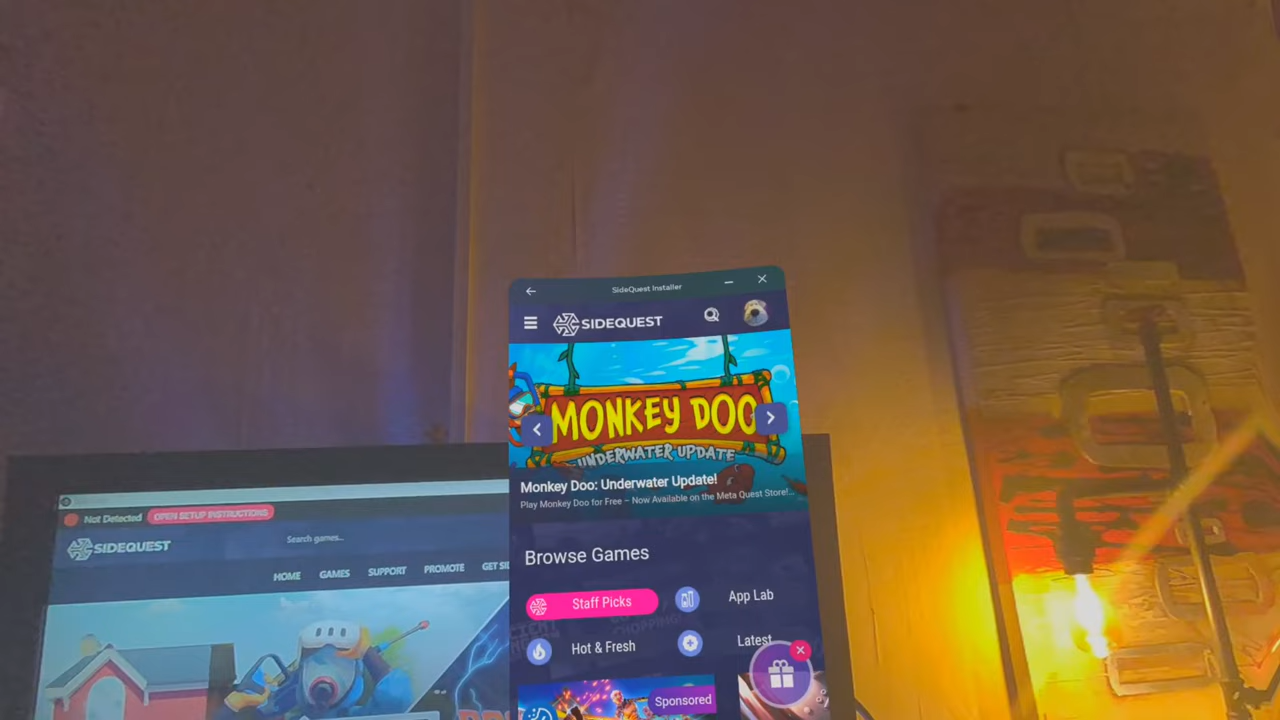 SideQuest Installer
SIDEQUEST
MONKEY DOO
UNDERWATER UPDATE
Monkey Doo: Underwater Update!
Play Monkey Doo for Free – Now Available on the Meta Quest Store!...
Browse Games
Staff Picks
App Lab
Hot & Fresh
Latest
Sponsored
Not Detected
OPEN SETUP INSTRUCTIONS
SIDEQUEST
Search games...
HOME GAMES SUPPORT PROMOTE GET SI